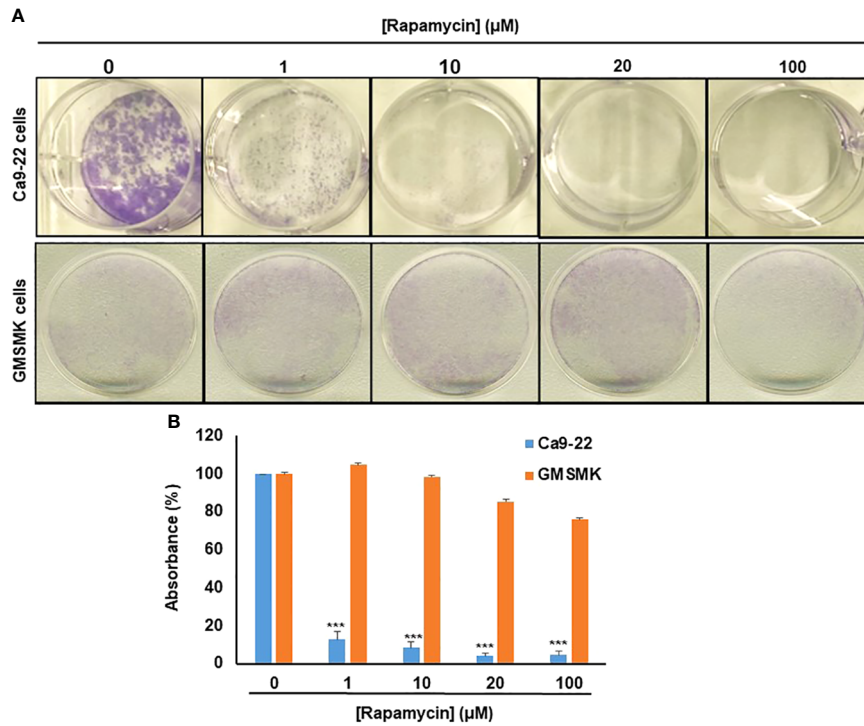 A
[Rapamycin] (µM)
0 1 10 20 100
Ca9-22 cells
GMSMK cells
B
120
100
80
60
40
20
0
Absorbance (%)
Ca9-22
GMSMK
*** *** *** ***
0 1 10 20 100
[Rapamycin] (µM)